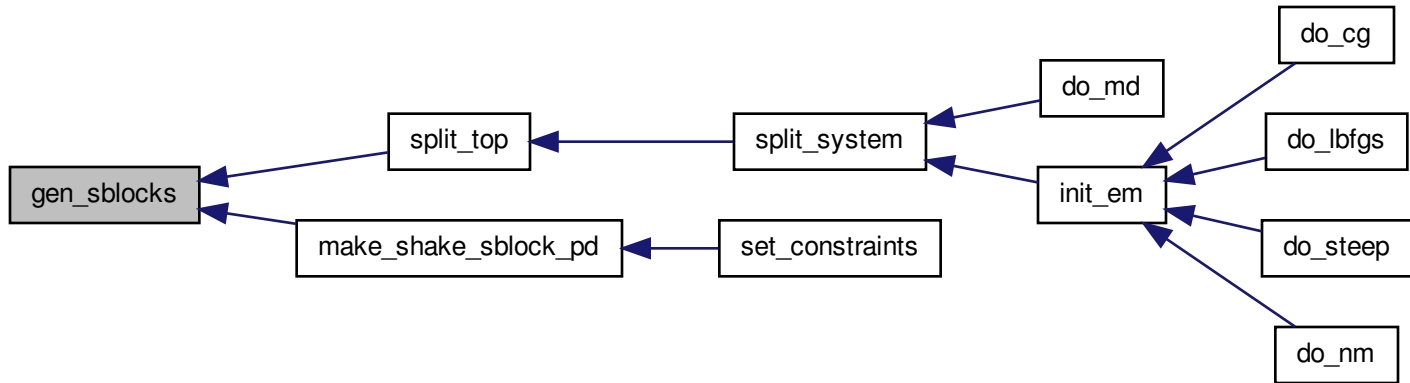 gen_sblocks
split_top
make_shake_sblock_pd
split_system
set_constraints
do_md
init_em
do_cg
do_lbfgs
do_steep
do_nm